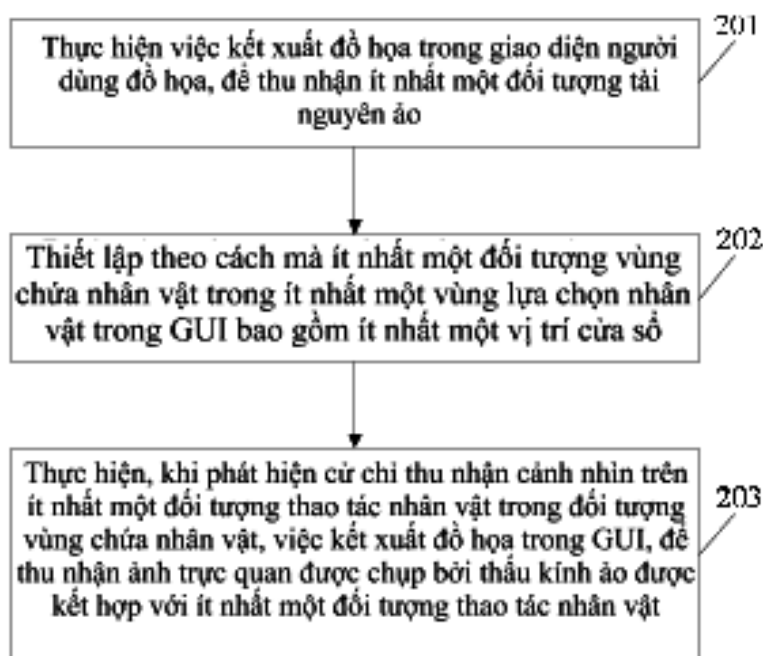 201
Thực hiện việc kết xuất đồ họa trong giao diện người
dùng đồ họa, để thu nhận ít nhất một đối tượng tài
nguyên ảo
202
Thiết lập theo cách mà ít nhất một đối tượng vùng
chứa nhân vật trong ít nhất một vùng lựa chọn nhân
vật trong GUI bao gồm ít nhất một vị trí cửa sổ
203
Thực hiện, khi phát hiện cử chỉ thu nhận cảnh nhìn trên
ít nhất một đối tượng thao tác nhân vật trong đối tượng
vùng chứa nhân vật, việc kết xuất đồ họa trong GUI, để
thu nhận ảnh trực quan được chụp bởi thấu kính ảo được
kết hợp với ít nhất một đối tượng thao tác nhân vật